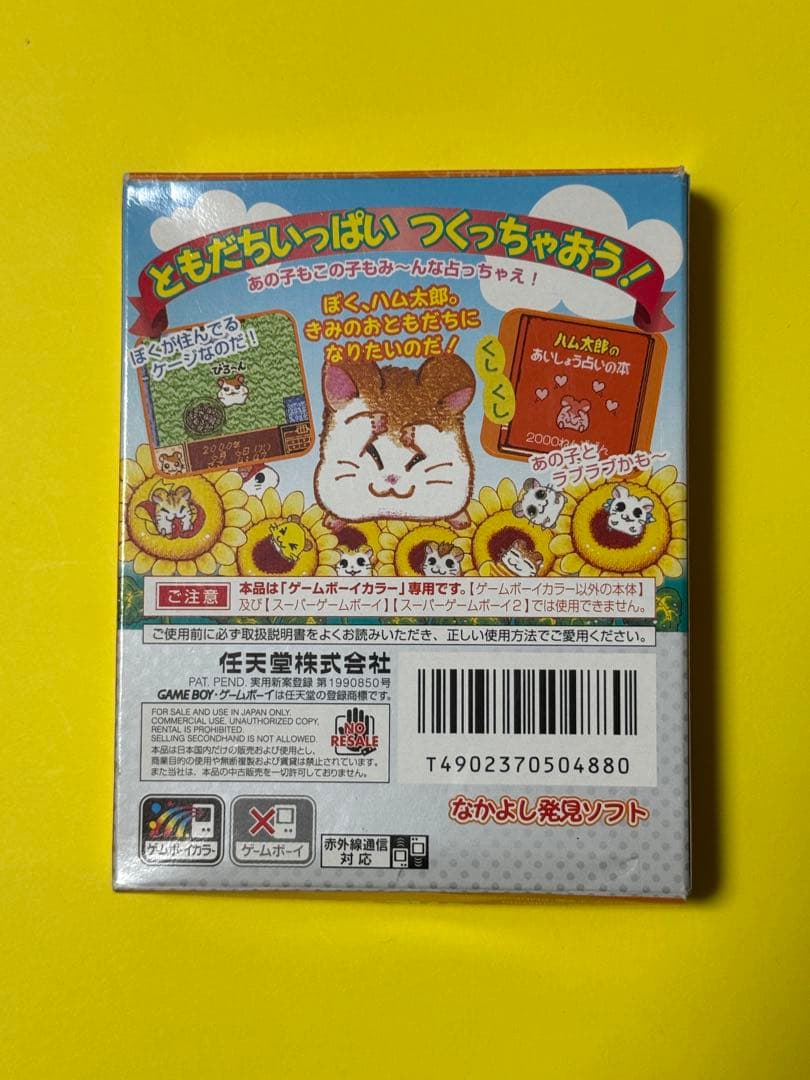 ともだちいっぱい つくっちゃおう!
あの子もこの子もみ〜んな占っちゃえ!
ぼく、ハム太郎。
きみのおともだちに
なりたいのだ!
ぼくが住んでる
ケージなのだ!!
びろ〜ん
2000年
くし
くし
ハム太郎の
あいしょう占いの本
あの子と
ラブラブかも〜
ご注意
本品は「ゲームボーイカラー」専用です。【ゲームボーイカラー以外の本体】
及び【スーパーゲームボーイ】【スーパーゲームボーイ2】では使用できません。
ご使用前に必ず取扱説明書をよくお読みいただき、正しい使用方法でご愛用ください。
任天堂株式会社
PAT. PEND. 実用新案登録 第1990850号
GAME BOY・ゲームボーイは任天堂の登録商標です。
FOR SALE AND USE IN JAPAN ONLY.
COMMERCIAL USE, UNAUTHORIZED COPY,
RENTAL IS PROHIBITED.
SELLING SECONDHAND IS NOT ALLOWED.
本品は日本国内だけの販売および使用とし、
商業目的の使用や無断複製および賃貸は禁止されています。
また当社は、本品の中古販売を一切許可しておりません。
NO
RESALE
T4902370504880
なかよし発見ソフト
ゲームボーイカラー
ゲームボーイ
赤外線通信
対応